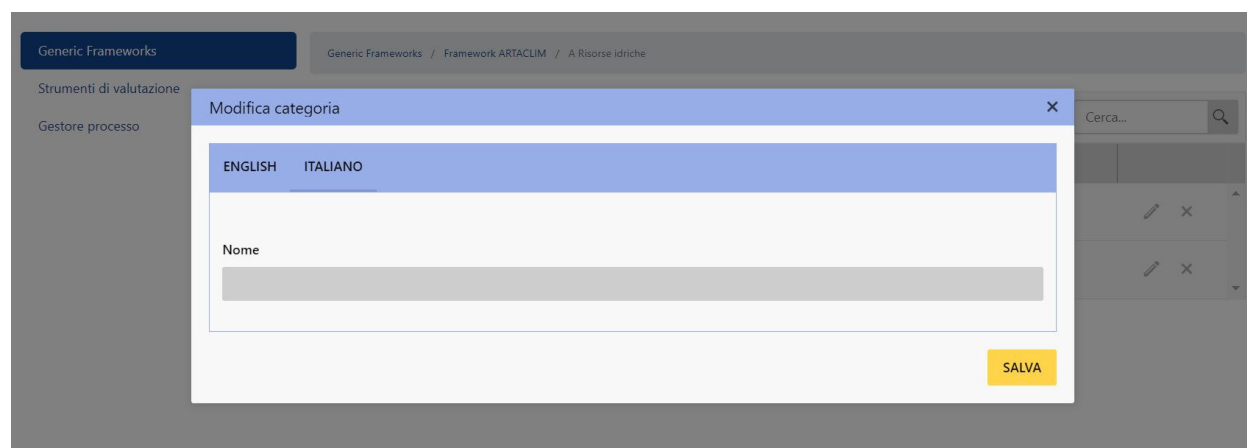 Generic Frameworks
Generic Frameworks / Framework ARTACLIM / A Risorse idriche
Strumenti di valutazione
Gestore processo
Modifica categoria
Cerca...
ENGLISH ITALIANO
Nome
SALVA